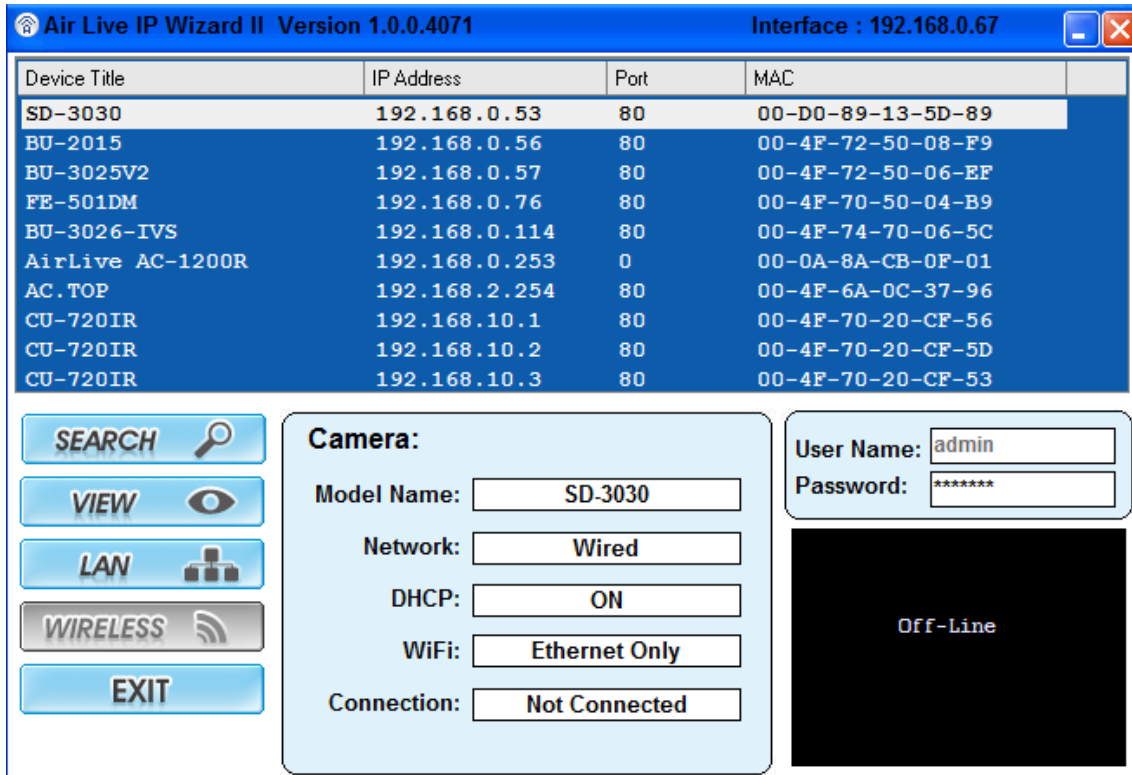 Air Live IP Wizard II Version 1.0.0.4071 Interface : 192.168.0.67
Device Title IP Address Port MAC
SD-3030 192.168.0.53 80 00-D0-89-13-5D-89
BU-2015 192.168.0.56 80 00-4F-72-50-08-F9
BU-3025V2 192.168.0.57 80 00-4F-72-50-06-EF
FE-501DM 192.168.0.76 80 00-4F-70-50-04-B9
BU-3026-IVS 192.168.0.114 80 00-4F-74-70-06-5C
AirLive AC-1200R 192.168.0.253 0 00-0A-8A-CB-0F-01
AC.TOP 192.168.2.254 80 00-4F-6A-0C-37-96
CU-720IR 192.168.10.1 80 00-4F-70-20-CF-56
CU-720IR 192.168.10.2 80 00-4F-70-20-CF-5D
CU-720IR 192.168.10.3 80 00-4F-70-20-CF-53
SEARCH
VIEW
LAN
WIRELESS
EXIT
Camera:
Model Name: SD-3030
Network: Wired
DHCP: ON
WiFi: Ethernet Only
Connection: Not Connected
User Name: admin
Password: *******
Off-Line